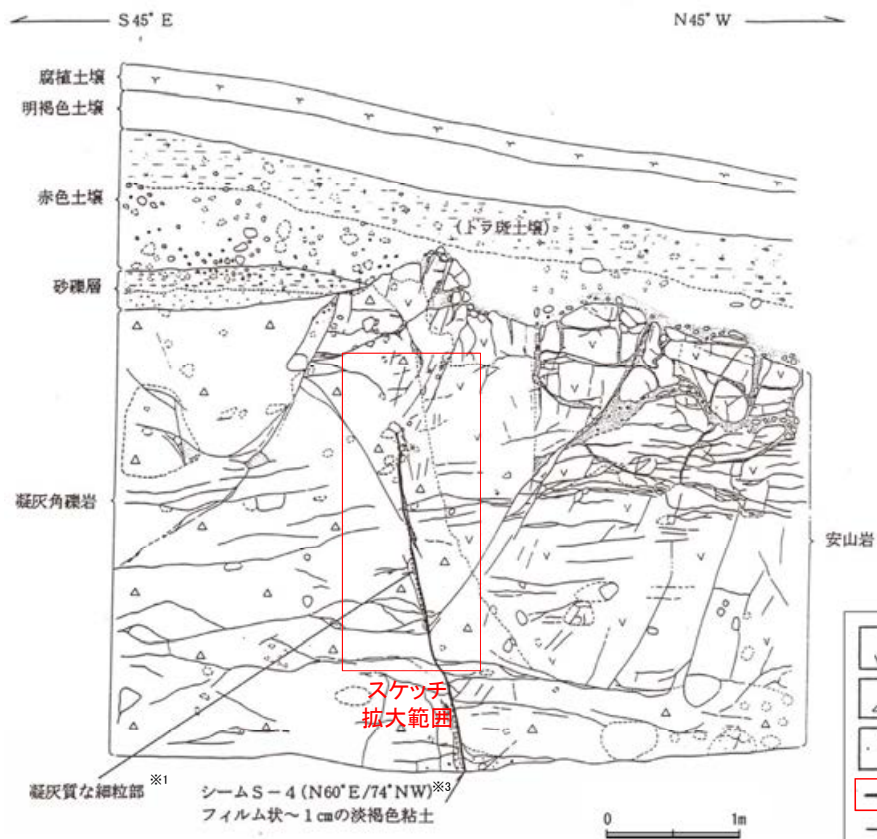 S 45° E
N45° W
腐植土壌
明褐色土壌
赤色土壌
(トラ斑土壌)
砂礫層
凝灰角礫岩
安山岩
スケッチ
拡大範囲
凝灰質な細粒部 ※1
シームS-4 (N60°E/74°NW) ※3
フィルム状~1cmの淡褐色粘土
0 1m